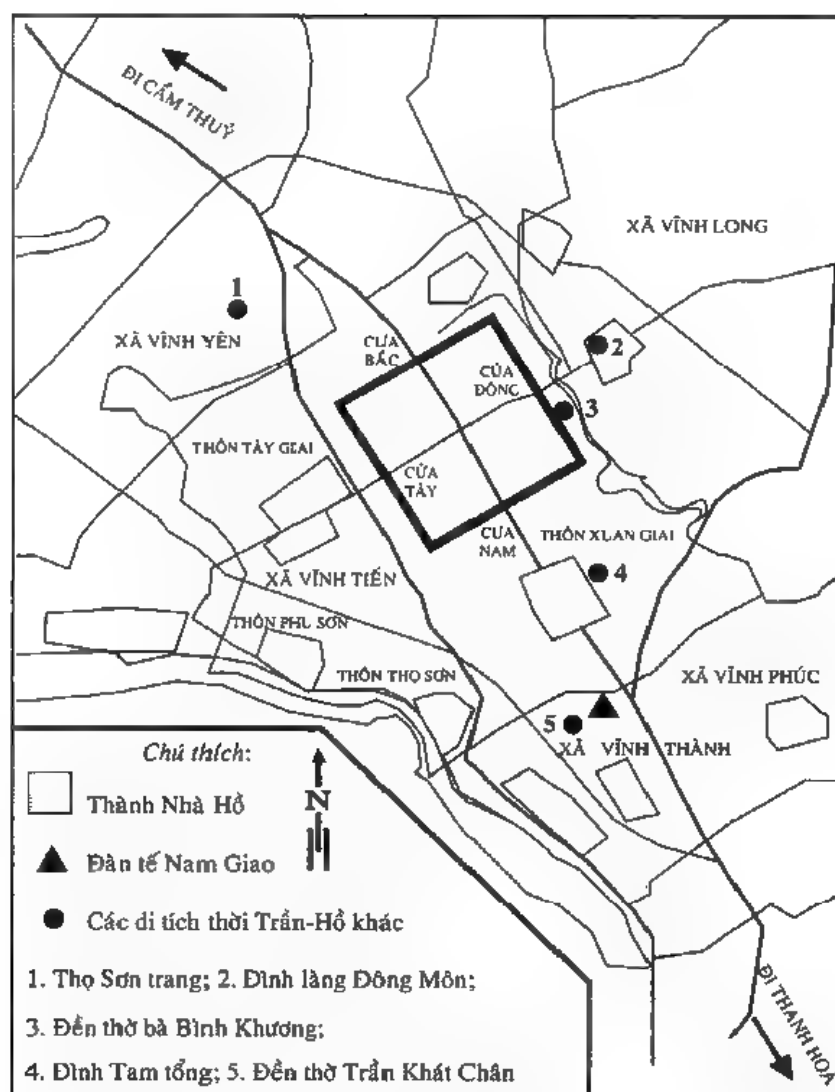 ĐI CẨM THUỶ
XÃ VĨNH LONG
1
XÃ VĨNH YÊN
CỬA
BẮC
2
CỬA
ĐÔNG
3
THÔN TÂY GIAI
CỬA
TÂY
CỬA
NAM
THÔN XUAN GIAI
4
XÃ VĨNH TIẾN
THÔN PHU SƠN
THÔN THỌ SƠN
XÃ VĨNH PHÚC
5
XÃ VĨNH THÀNH
Chú thích:
N
Thành Nhà Hồ
Đàn tế Nam Giao
Các di tích thời Trần-Hồ khác
1. Thọ Sơn trang; 2. Đình làng Đông Môn;
3. Đền thờ bà Bình Khương;
4. Đình Tam tổng; 5. Đền thờ Trần Khát Chân
ĐI THANH HOÁ